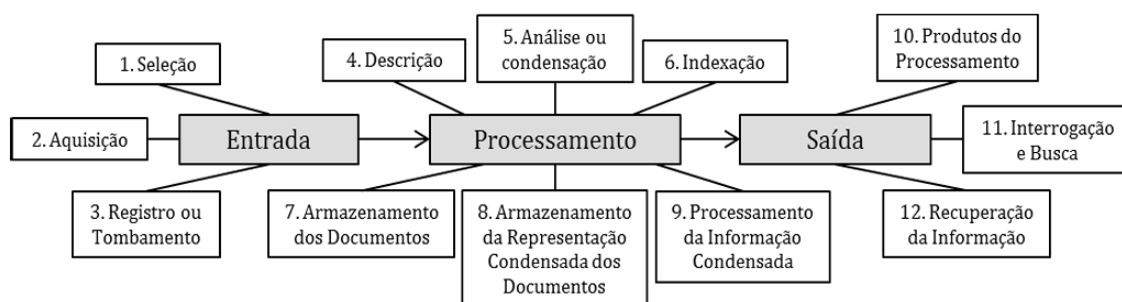 1. Seleção
2. Aquisição
3. Registro ou
Tombamento
Entrada
4. Descrição
5. Análise ou
condensação
6. Indexação
Processamento
7. Armazenamento
dos Documentos
8. Armazenamento
da Representação
Condensada dos
Documentos
9. Processamento
da Informação
Condensada
10. Produtos do
Processamento
Saída
11. Interrogação
e Busca
12. Recuperação
da Informação